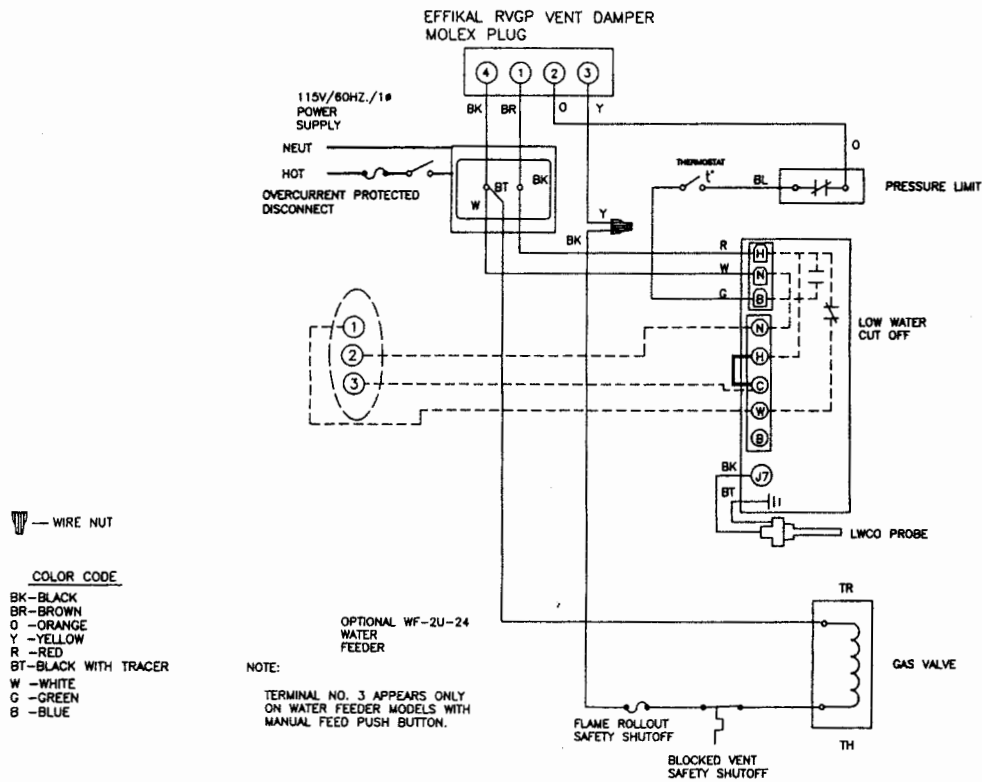 EFFIKAL RVGP VENT DAMPER
MOLEX PLUG
4 1 2 3
BK BR O Y
115V/60HZ./1ø
POWER
SUPPLY
NEUT
HOT
OVERCURRENT PROTECTED
DISCONNECT
BT BK
W
THERMOSTAT
t°
BL
O
PRESSURE LIMIT
Y
BK
R H
W N
G B
N
H
C
W
B
LOW WATER
CUT OFF
1
2
3
BK J7
BT
LWCO PROBE
— WIRE NUT
COLOR CODE
BK-BLACK
BR-BROWN
O -ORANGE
Y -YELLOW
R -RED
BT-BLACK WITH TRACER
W -WHITE
G -GREEN
B -BLUE
OPTIONAL WF-2U-24
WATER
FEEDER
NOTE:
TERMINAL NO. 3 APPEARS ONLY
ON WATER FEEDER MODELS WITH
MANUAL FEED PUSH BUTTON.
TR
GAS VALVE
TH
FLAME ROLLOUT
SAFETY SHUTOFF
BLOCKED VENT
SAFETY SHUTOFF